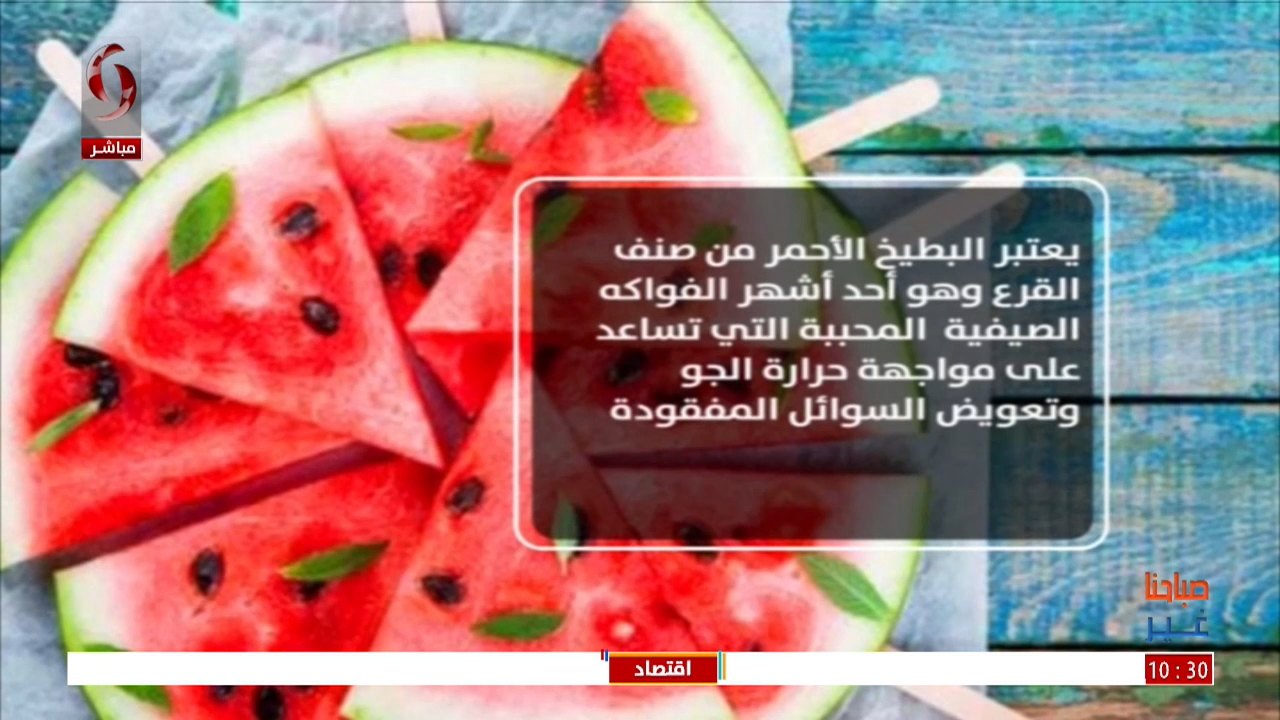 مباشر
يعتبر البطيخ الأحمر من صنف
القرع وهو أحد أشهر الفواكه
الصيفية المحببة التي تساعد
على مواجهة حرارة الجو
وتعويض السوائل المفقودة
صباحنا
غير
اقتصاد
10 : 30